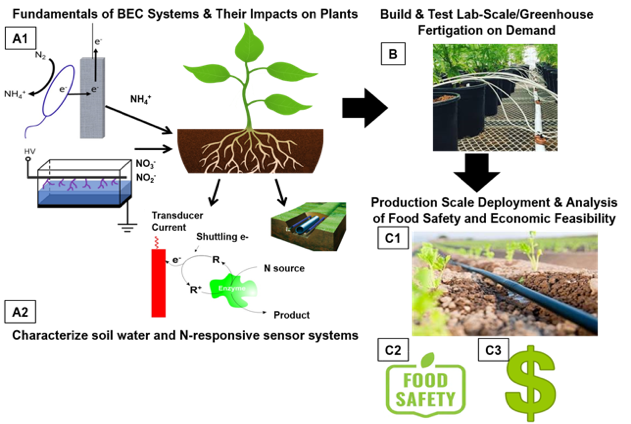 Fundamentals of BEC Systems & Their Impacts on Plants
A1
e-
N₂
NH₄⁺
e-
e-
NH₄⁺
HV
NO₃⁻
NO₂⁻
Transducer
Current
Shuttling e-
e-
R
N source
R⁺
Enzyme
Product
A2
Characterize soil water and N-responsive sensor systems
Build & Test Lab-Scale/Greenhouse
Fertigation on Demand
B
Production Scale Deployment & Analysis
of Food Safety and Economic Feasibility
C1
C2
FOOD
SAFETY
C3
$